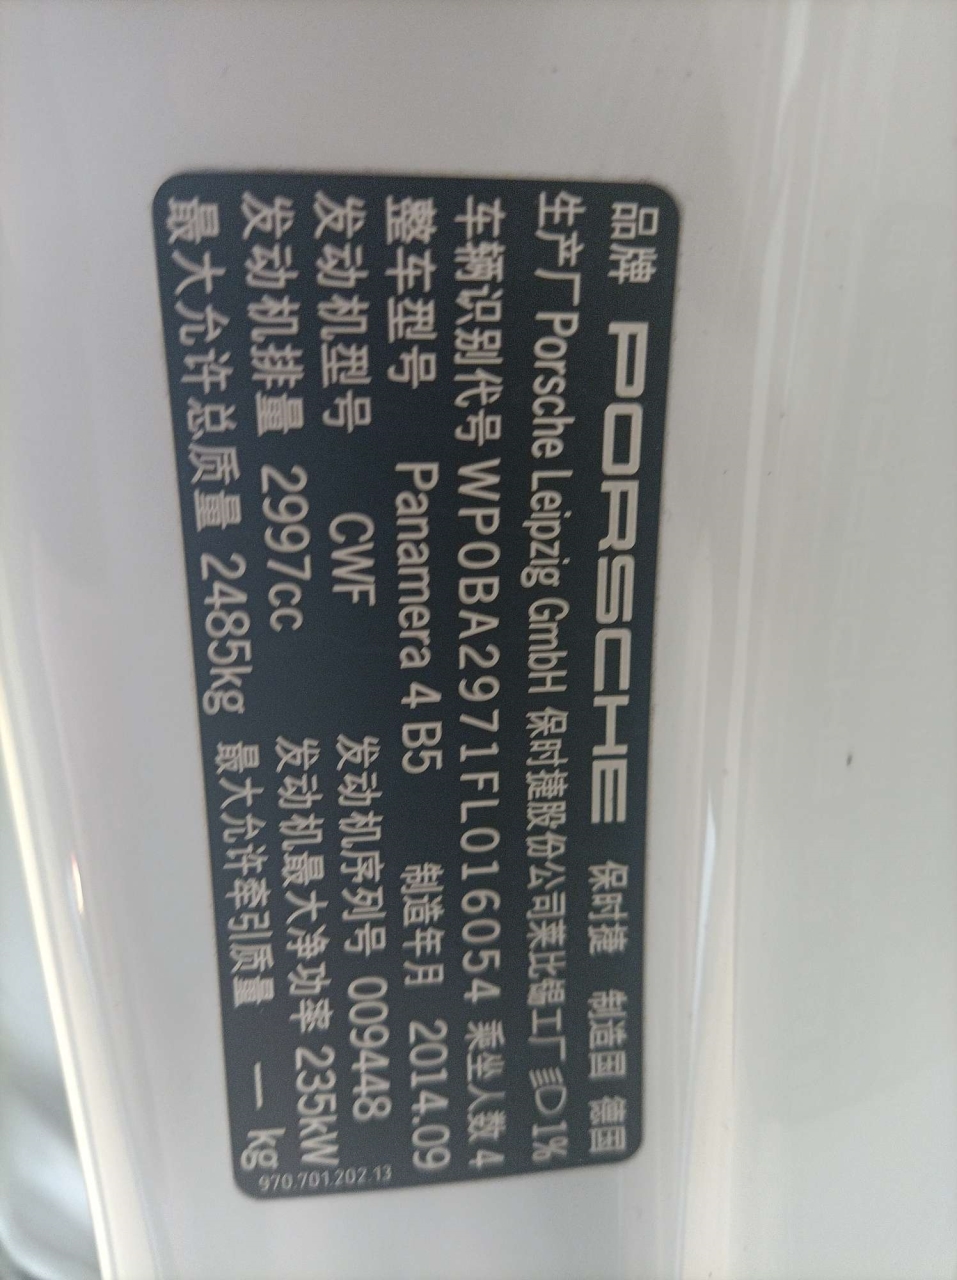 品牌 PORSCHE 保时捷 制造国 德国
生产厂 Porsche Leipzig GmbH 保时捷股份公司莱比锡工厂 1%
车辆识别代号 WP0BA2971FL016054 乘坐人数 4
整车型号 Panamera 4 B5 制造年月 2014.09
发动机型号 CWF 发动机序列号 009448
发动机排量 2997cc 发动机最大净功率 235kW
最大允许总质量 2485kg 最大允许牵引质量 — kg
970.701.202.13